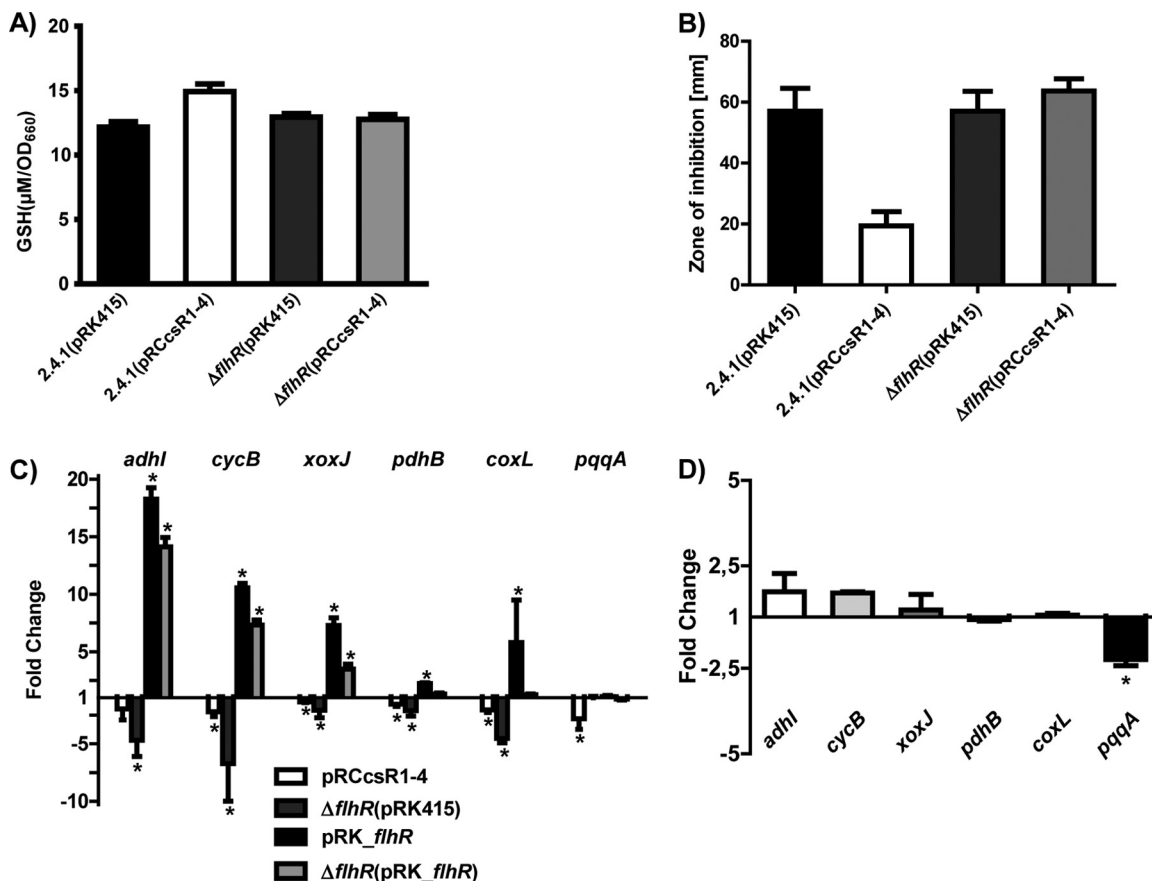 A)
20
15
10
5
0
GSH(µM/OD660)
2.4.1(pRK415)
2.4.1(pRCcsR1-4)
ΔflhR(pRK415)
ΔflhR(pRCcsR1-4)
B)
80
60
40
20
0
Zone of inhibition [mm]
2.4.1(pRK415)
2.4.1(pRCcsR1-4)
ΔflhR(pRK415)
ΔflhR(pRCcsR1-4)
C)
adhI cycB xoxJ pdhB coxL pqqA
20
15
10
5
1
-5
-10
Fold Change
* * * * * * * * * * * * * * * * *
pRCcsR1-4
ΔflhR(pRK415)
pRK_flhR
ΔflhR(pRK_flhR)
D)
5
2,5
1
-2,5
-5
Fold Change
*
adhI cycB xoxJ pdhB coxL pqqA